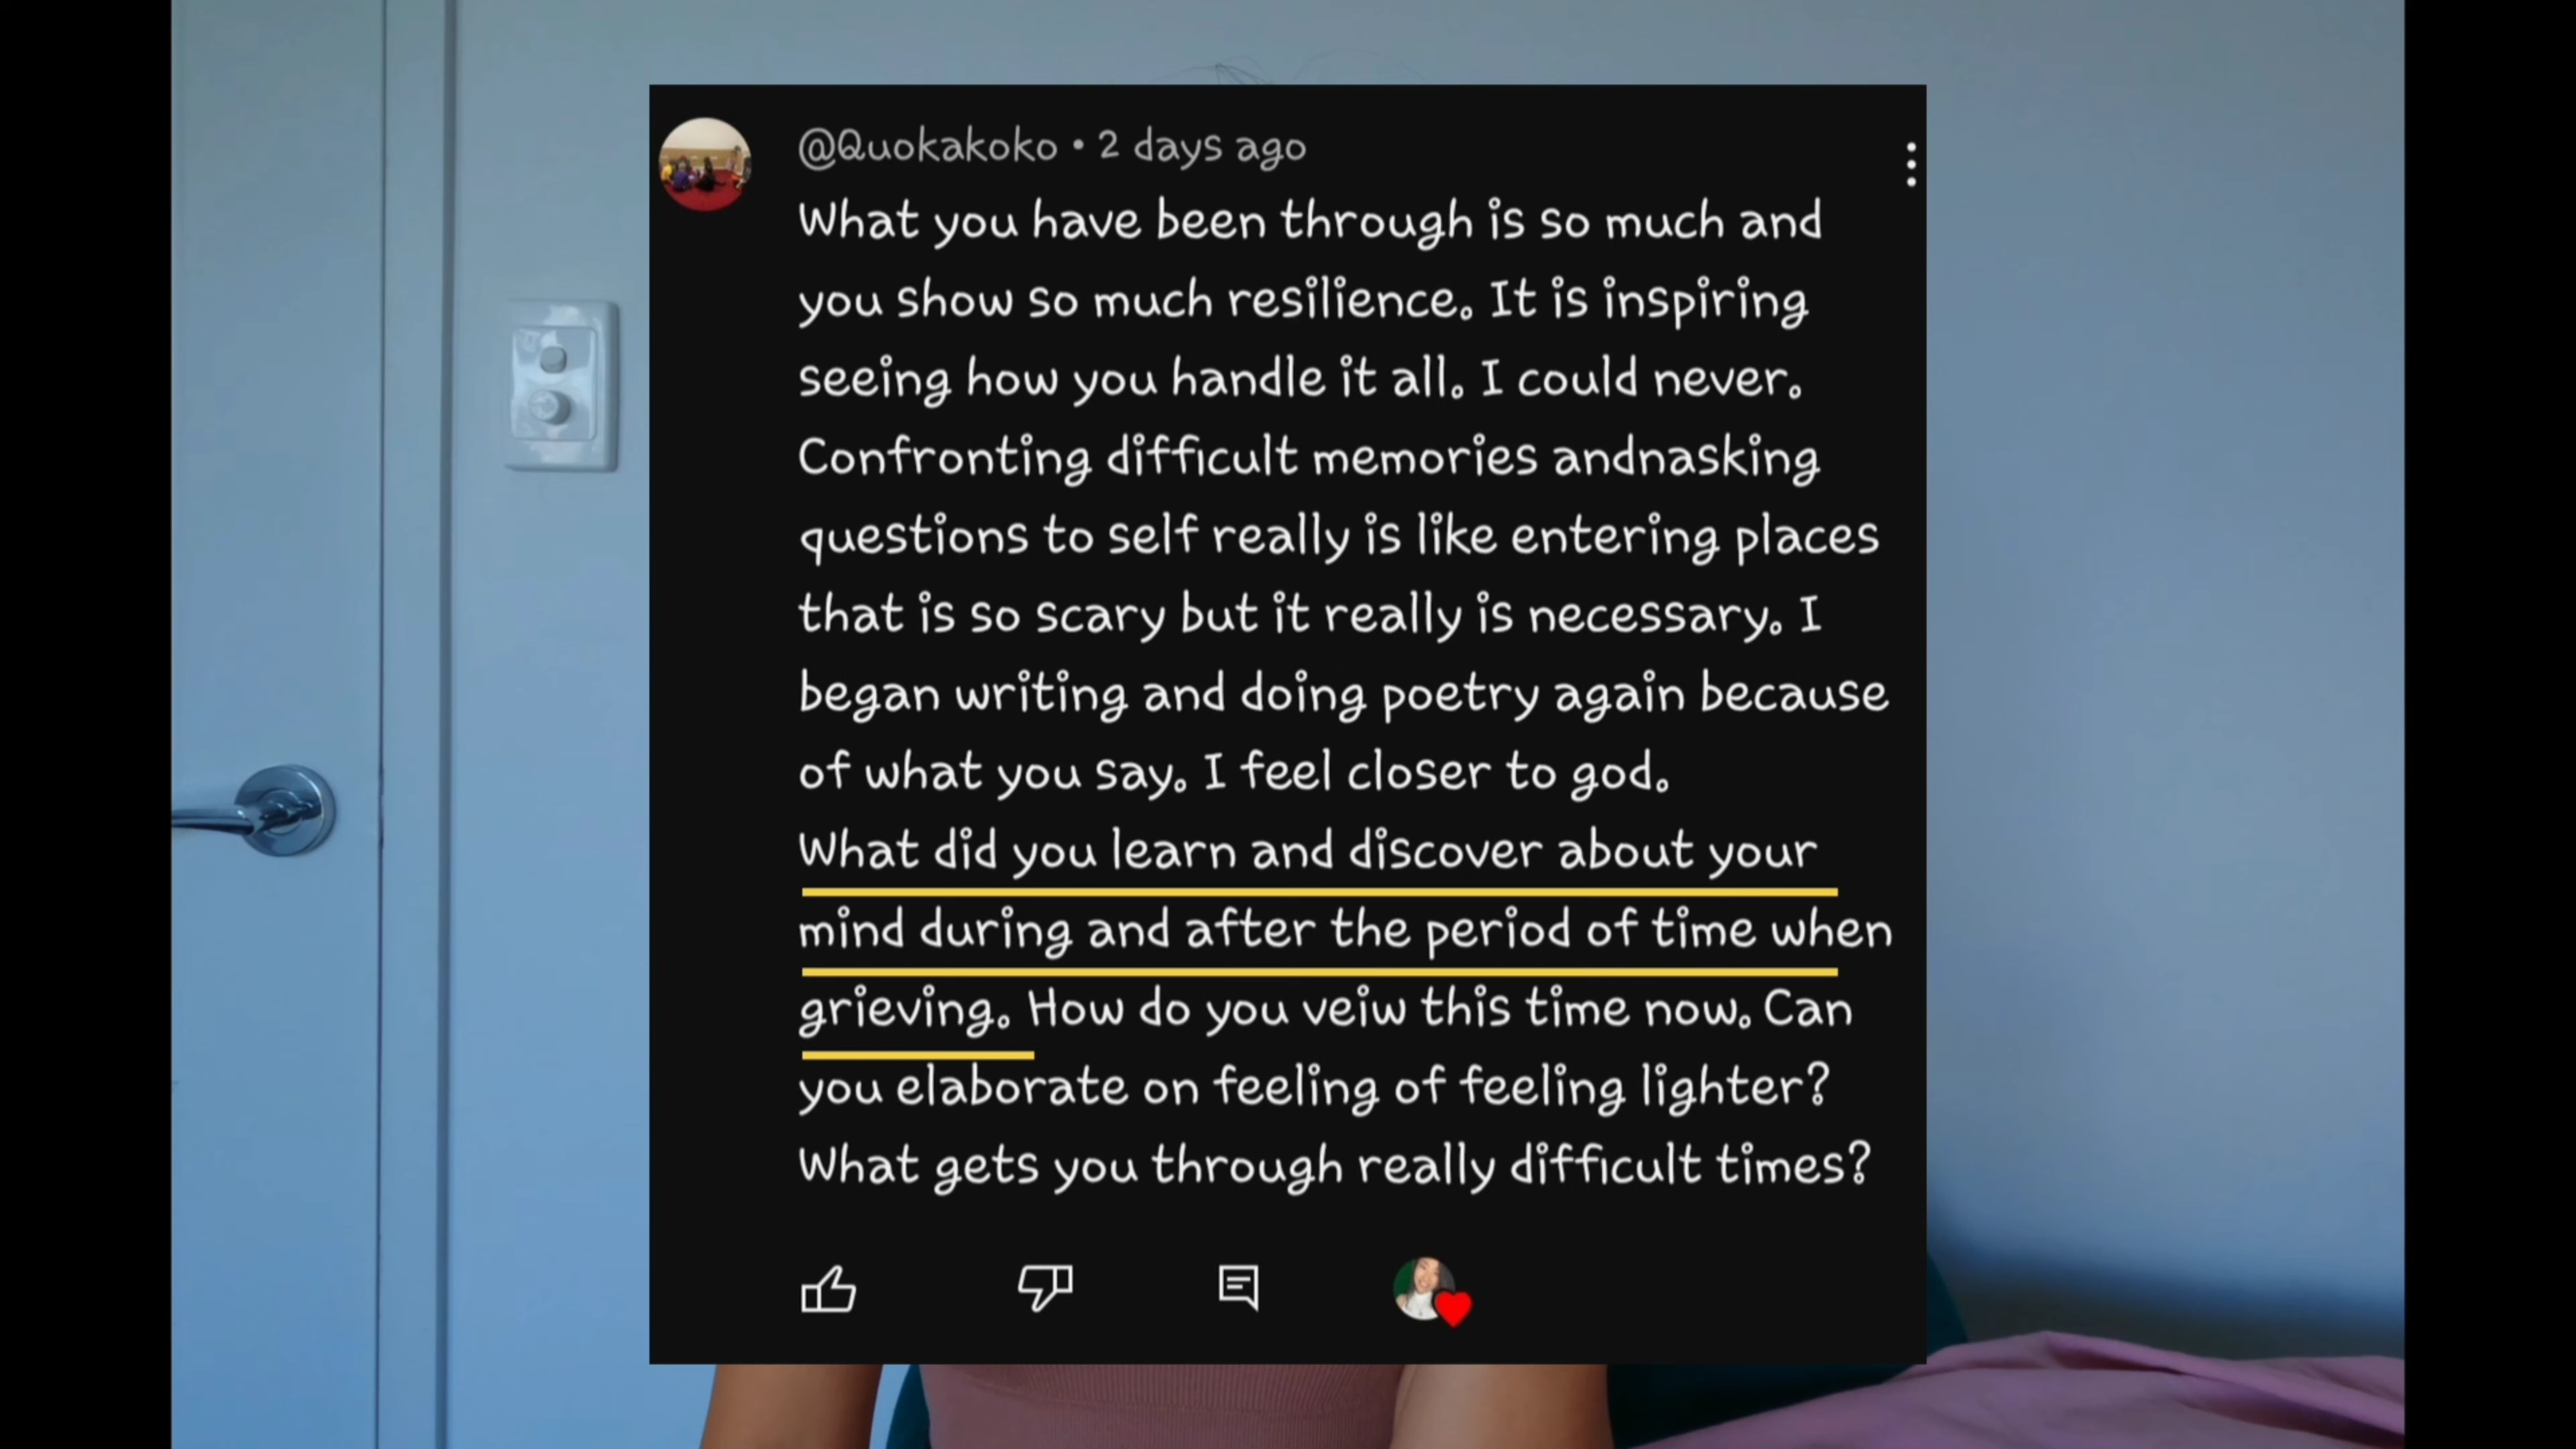 @Quokakoko • 2 days ago
What you have been through is so much and
you show so much resilience. It is inspiring
seeing how you handle it all. I could never.
Confronting difficult memories andnasking
questions to self really is like entering places
that is so scary but it really is necessary. I
began writing and doing poetry again because
of what you say. I feel closer to god.
What did you learn and discover about your
mind during and after the period of time when
grieving. How do you veiw this time now. Can
you elaborate on feeling of feeling lighter?
What gets you through really difficult times?